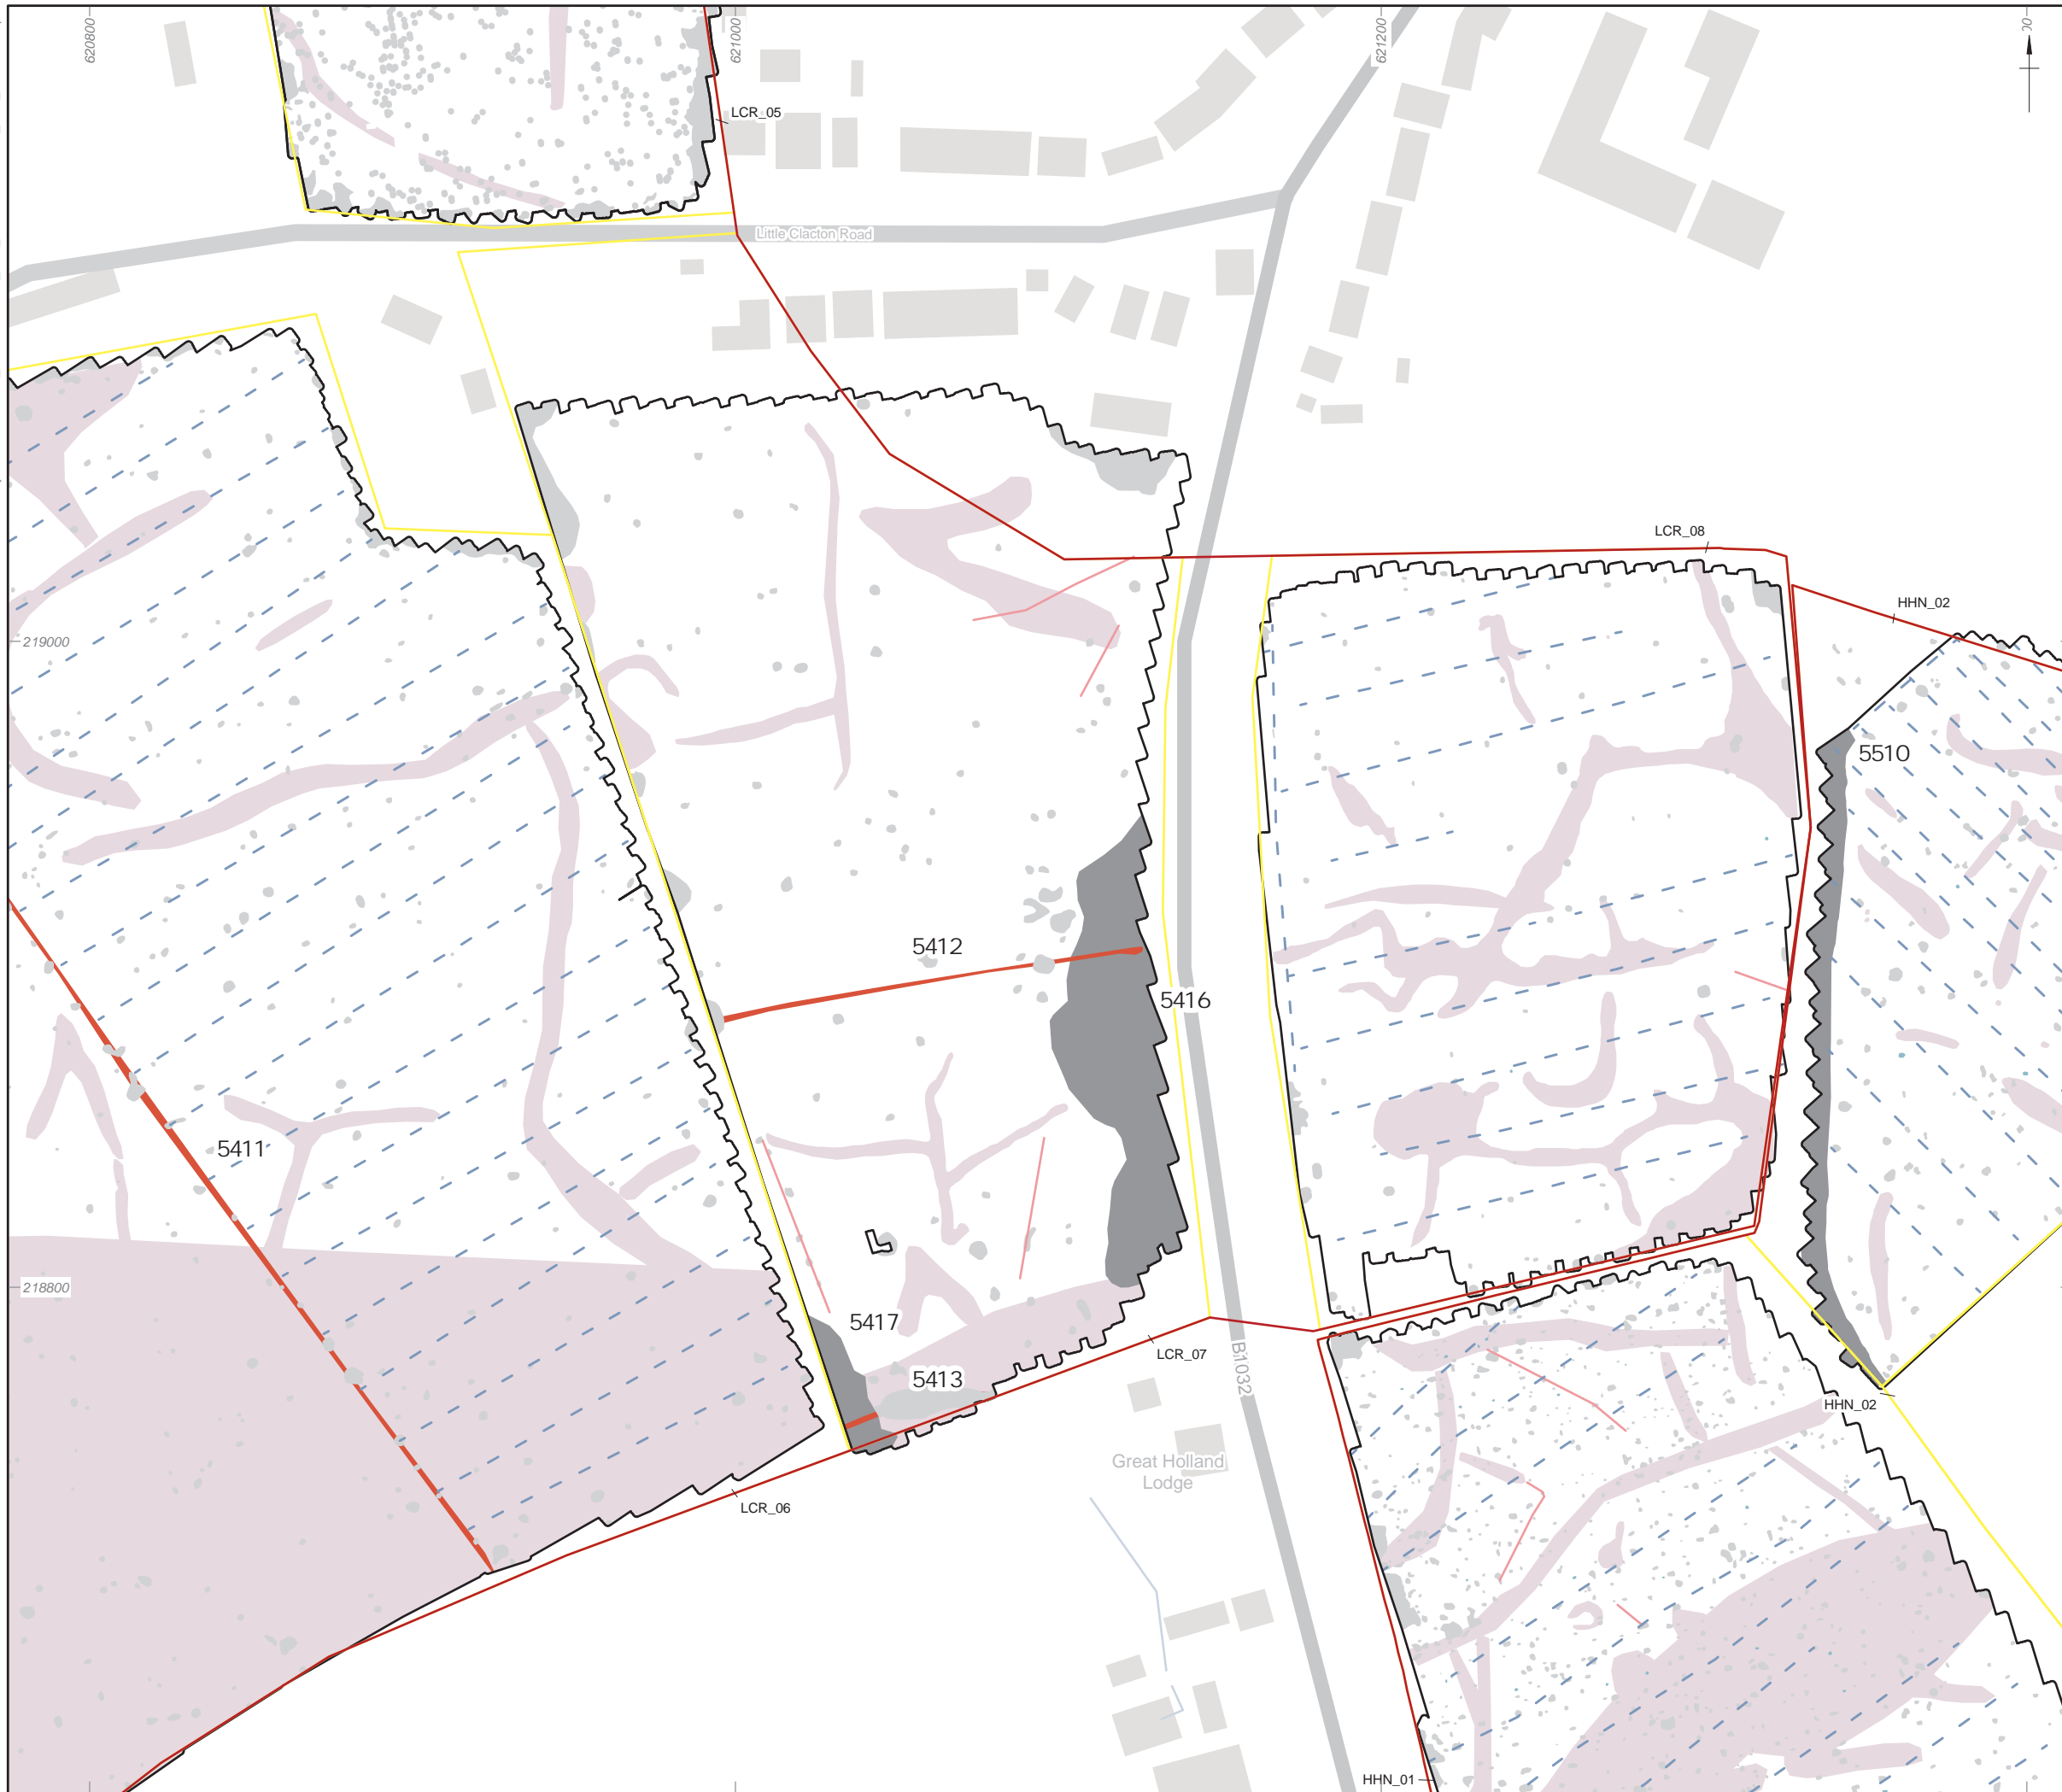 620800
621000
621200
00
LCR_05
Little Clacton Road
LCR_08
HHN_02
219000
5510
5412
5416
5411
218800
5417
LCR_07
B1032
5413
HHN_02
Great Holland
Lodge
LCR_06
HHN_01